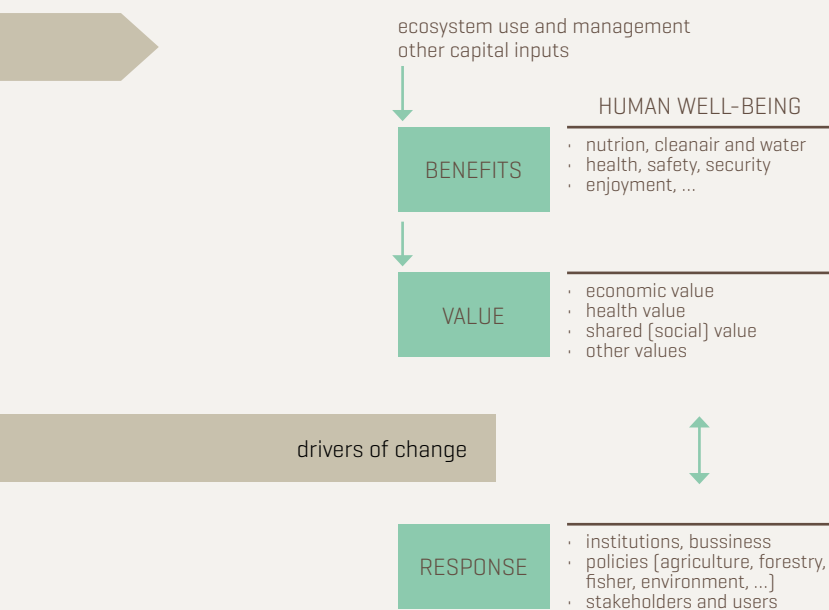 ecosystem use and management
other capital inputs
HUMAN WELL-BEING
BENEFITS
· nutrion, cleanair and water
· health, safety, security
· enjoyment, ...
VALUE
· economic value
· health value
· shared (social) value
· other values
drivers of change
RESPONSE
· institutions, bussiness
· policies (agriculture, forestry,
fisher, environment, ...)
· stakeholders and users